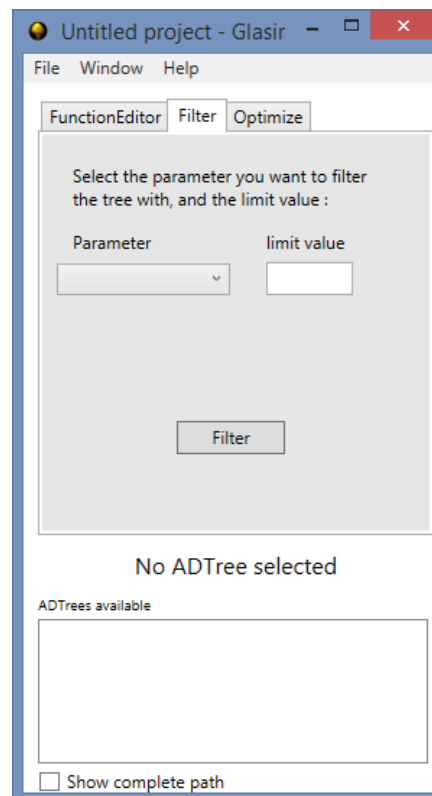 Untitled project - Glasir
File Window Help
FunctionEditor Filter Optimize
Select the parameter you want to filter
the tree with, and the limit value :
Parameter limit value
Filter
No ADTree selected
ADTrees available
Show complete path